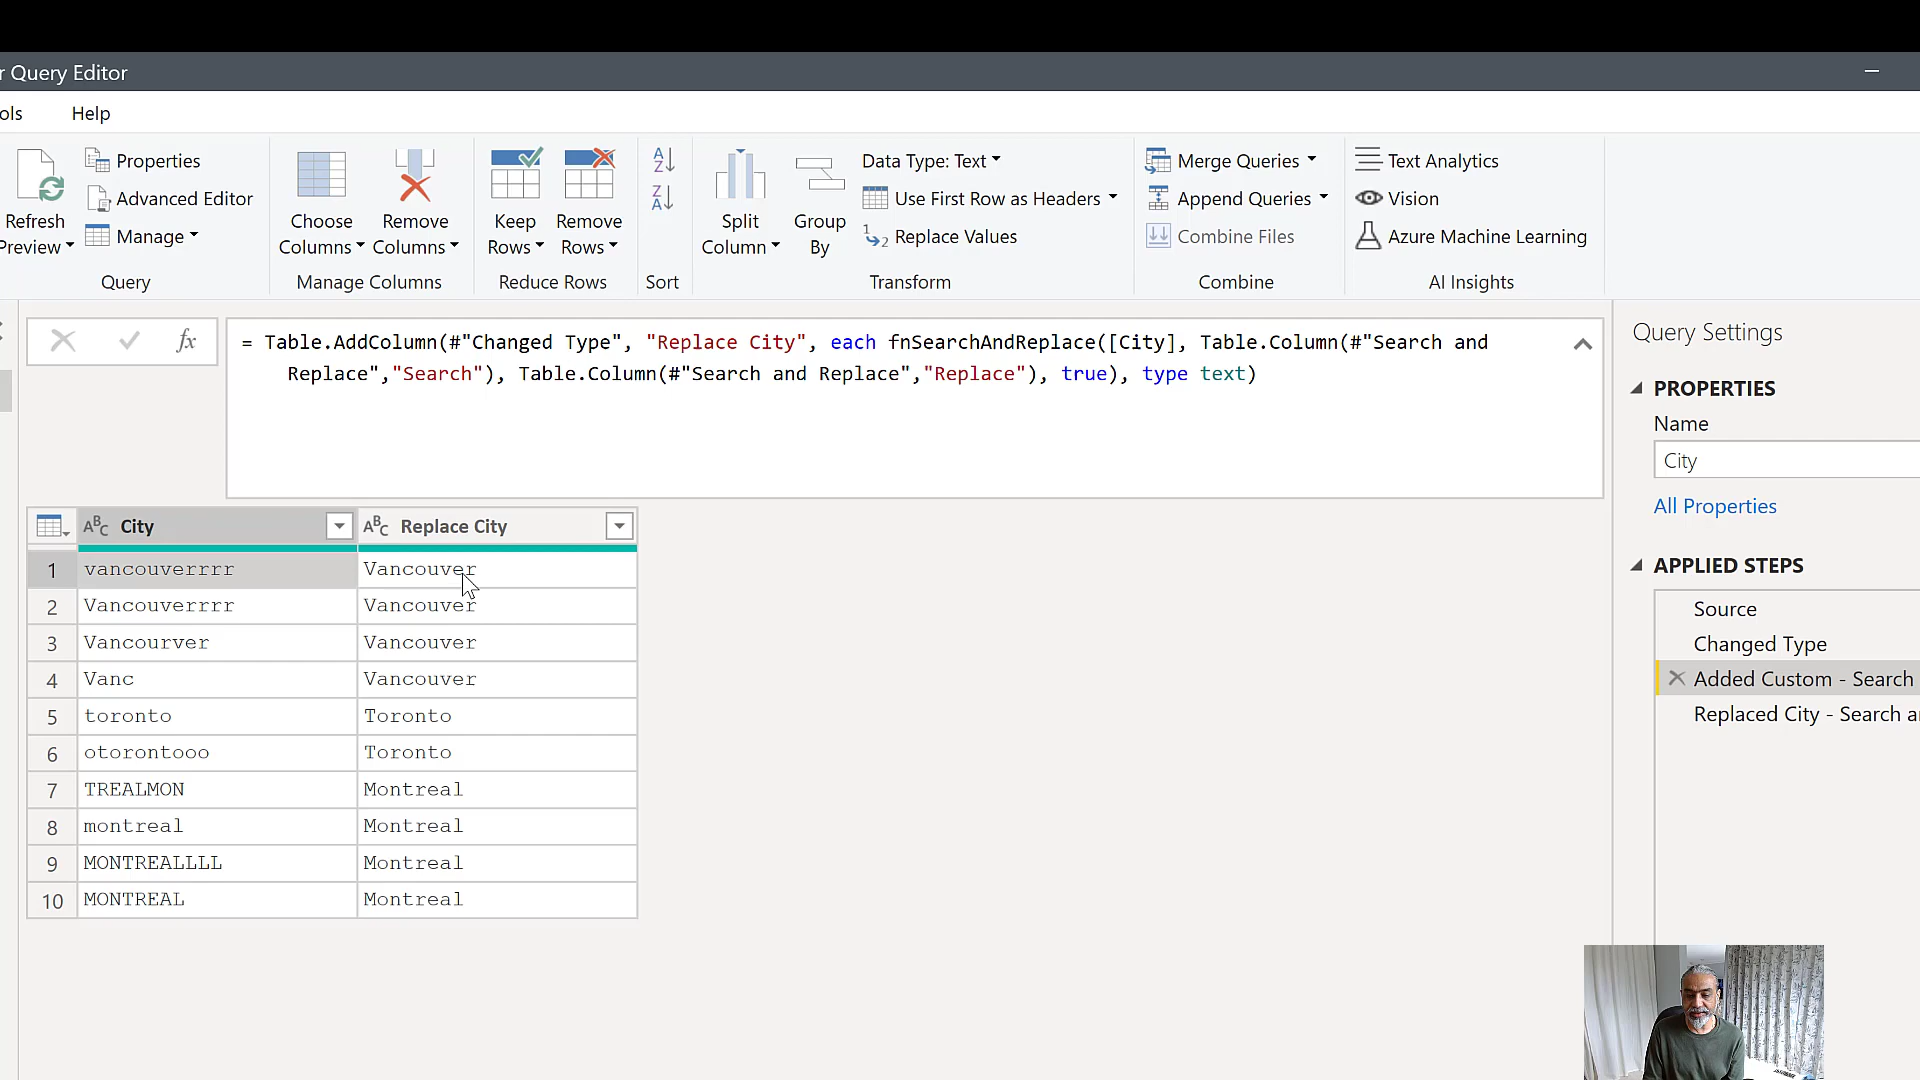 r Query Editor
ols Help
Refresh
Preview
Properties
Advanced Editor
Manage
Query
Choose
Columns
Remove
Columns
Manage Columns
Keep
Rows
Remove
Rows
Reduce Rows
A
Z
Z
A
Sort
Split
Column
Group
By
Data Type: Text
Use First Row as Headers
1 2 Replace Values
Transform
Merge Queries
Append Queries
Combine Files
Combine
Text Analytics
Vision
Azure Machine Learning
AI Insights
fx
= Table.AddColumn(#"Changed Type", "Replace City", each fnSearchAndReplace([City], Table.Column(#"Search and
Replace","Search"), Table.Column(#"Search and Replace","Replace"), true), type text)
ABC City ABC Replace City
1 vancouverrrr Vancouver
2 Vancouverrrr Vancouver
3 Vancourver Vancouver
4 Vanc Vancouver
5 toronto Toronto
6 otorontooo Toronto
7 TREALMON Montreal
8 montreal Montreal
9 MONTREALLLL Montreal
10 MONTREAL Montreal
Query Settings
PROPERTIES
Name
City
All Properties
APPLIED STEPS
Source
Changed Type
Added Custom - Search
Replaced City - Search a